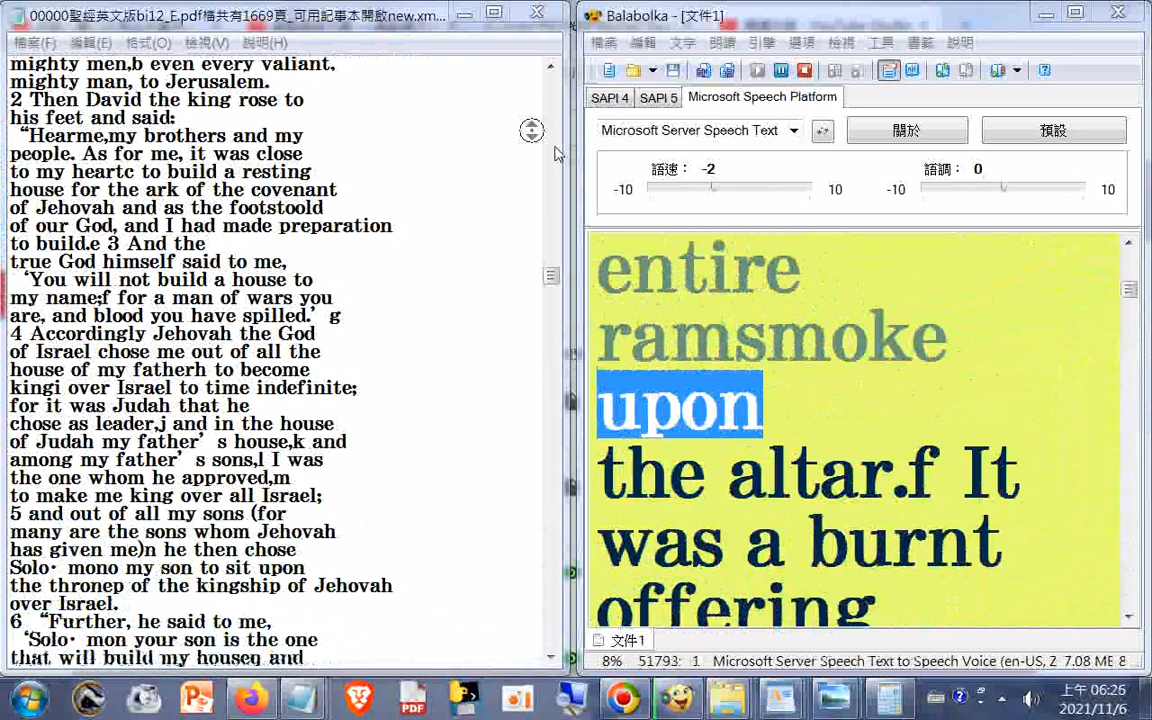 00000聖經英文版bi12_E.pdf檔共有1669頁_可用記事本開啟new.xm...
檔案(F) 編輯(E) 格式(O) 檢視(V) 說明(H)
mighty men,b even every valiant,
mighty man, to Jerusalem.
2 Then David the king rose to
his feet and said:
“Hearme,my brothers and my
people. As for me, it was close
to my heartc to build a resting
house for the ark of the covenant
of Jehovah and as the footstoold
of our God, and I had made preparation
to build.e 3 And the
true God himself said to me,
‘You will not build a house to
my name;f for a man of wars you
are, and blood you have spilled.’ g
4 Accordingly Jehovah the God
of Israel chose me out of all the
house of my fatherh to become
kingi over Israel to time indefinite;
for it was Judah that he
chose as leader,j and in the house
of Judah my father’s house,k and
among my father’s sons,l I was
the one whom he approved,m
to make me king over all Israel;
5 and out of all my sons (for
many are the sons whom Jehovah
has given me)n he then chose
Solo· mono my son to sit upon
the thronep of the kingship of Jehovah
over Israel.
6 “Further, he said to me,
‘Solo· mon your son is the one
that will build my houseq and
Balabolka - [文件1]
檔案 編輯 文字 朗讀 引擎 選項 檢視 工具 書籤 說明
SAPI 4 SAPI 5 Microsoft Speech Platform
Microsoft Server Speech Text 關於 預設
語速： -2 語調： 0
-10 10 -10 10
entire
ramsmoke
upon
the altar.f It
was a burnt
offering
文件1
8% 51793: 1 Microsoft Server Speech Text to Speech Voice (en-US, Z 7.08 MB 8
上午 06:26
2021/11/6